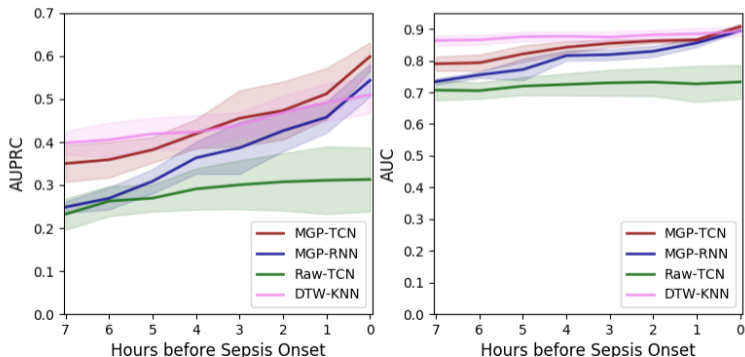 0.7
0.6
0.5
0.4
0.3
0.2
0.1
0.0
AUPRC
7 6 5 4 3 2 1 0
Hours before Sepsis Onset
MGP-TCN
MGP-RNN
Raw-TCN
DTW-KNN
0.9
0.8
0.7
0.6
0.5
0.4
0.3
0.2
0.1
0.0
AUC
7 6 5 4 3 2 1 0
Hours before Sepsis Onset
MGP-TCN
MGP-RNN
Raw-TCN
DTW-KNN